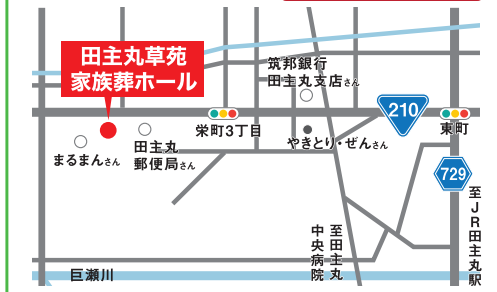 田主丸草苑
家族葬ホール
筑邦銀行
田主丸支店さん
210
栄町3丁目
東町
まるまんさん
田主丸
郵便局さん
やきとり・ぜんさん
729
至JR田主丸駅
至田主丸
中央病院
巨瀬川